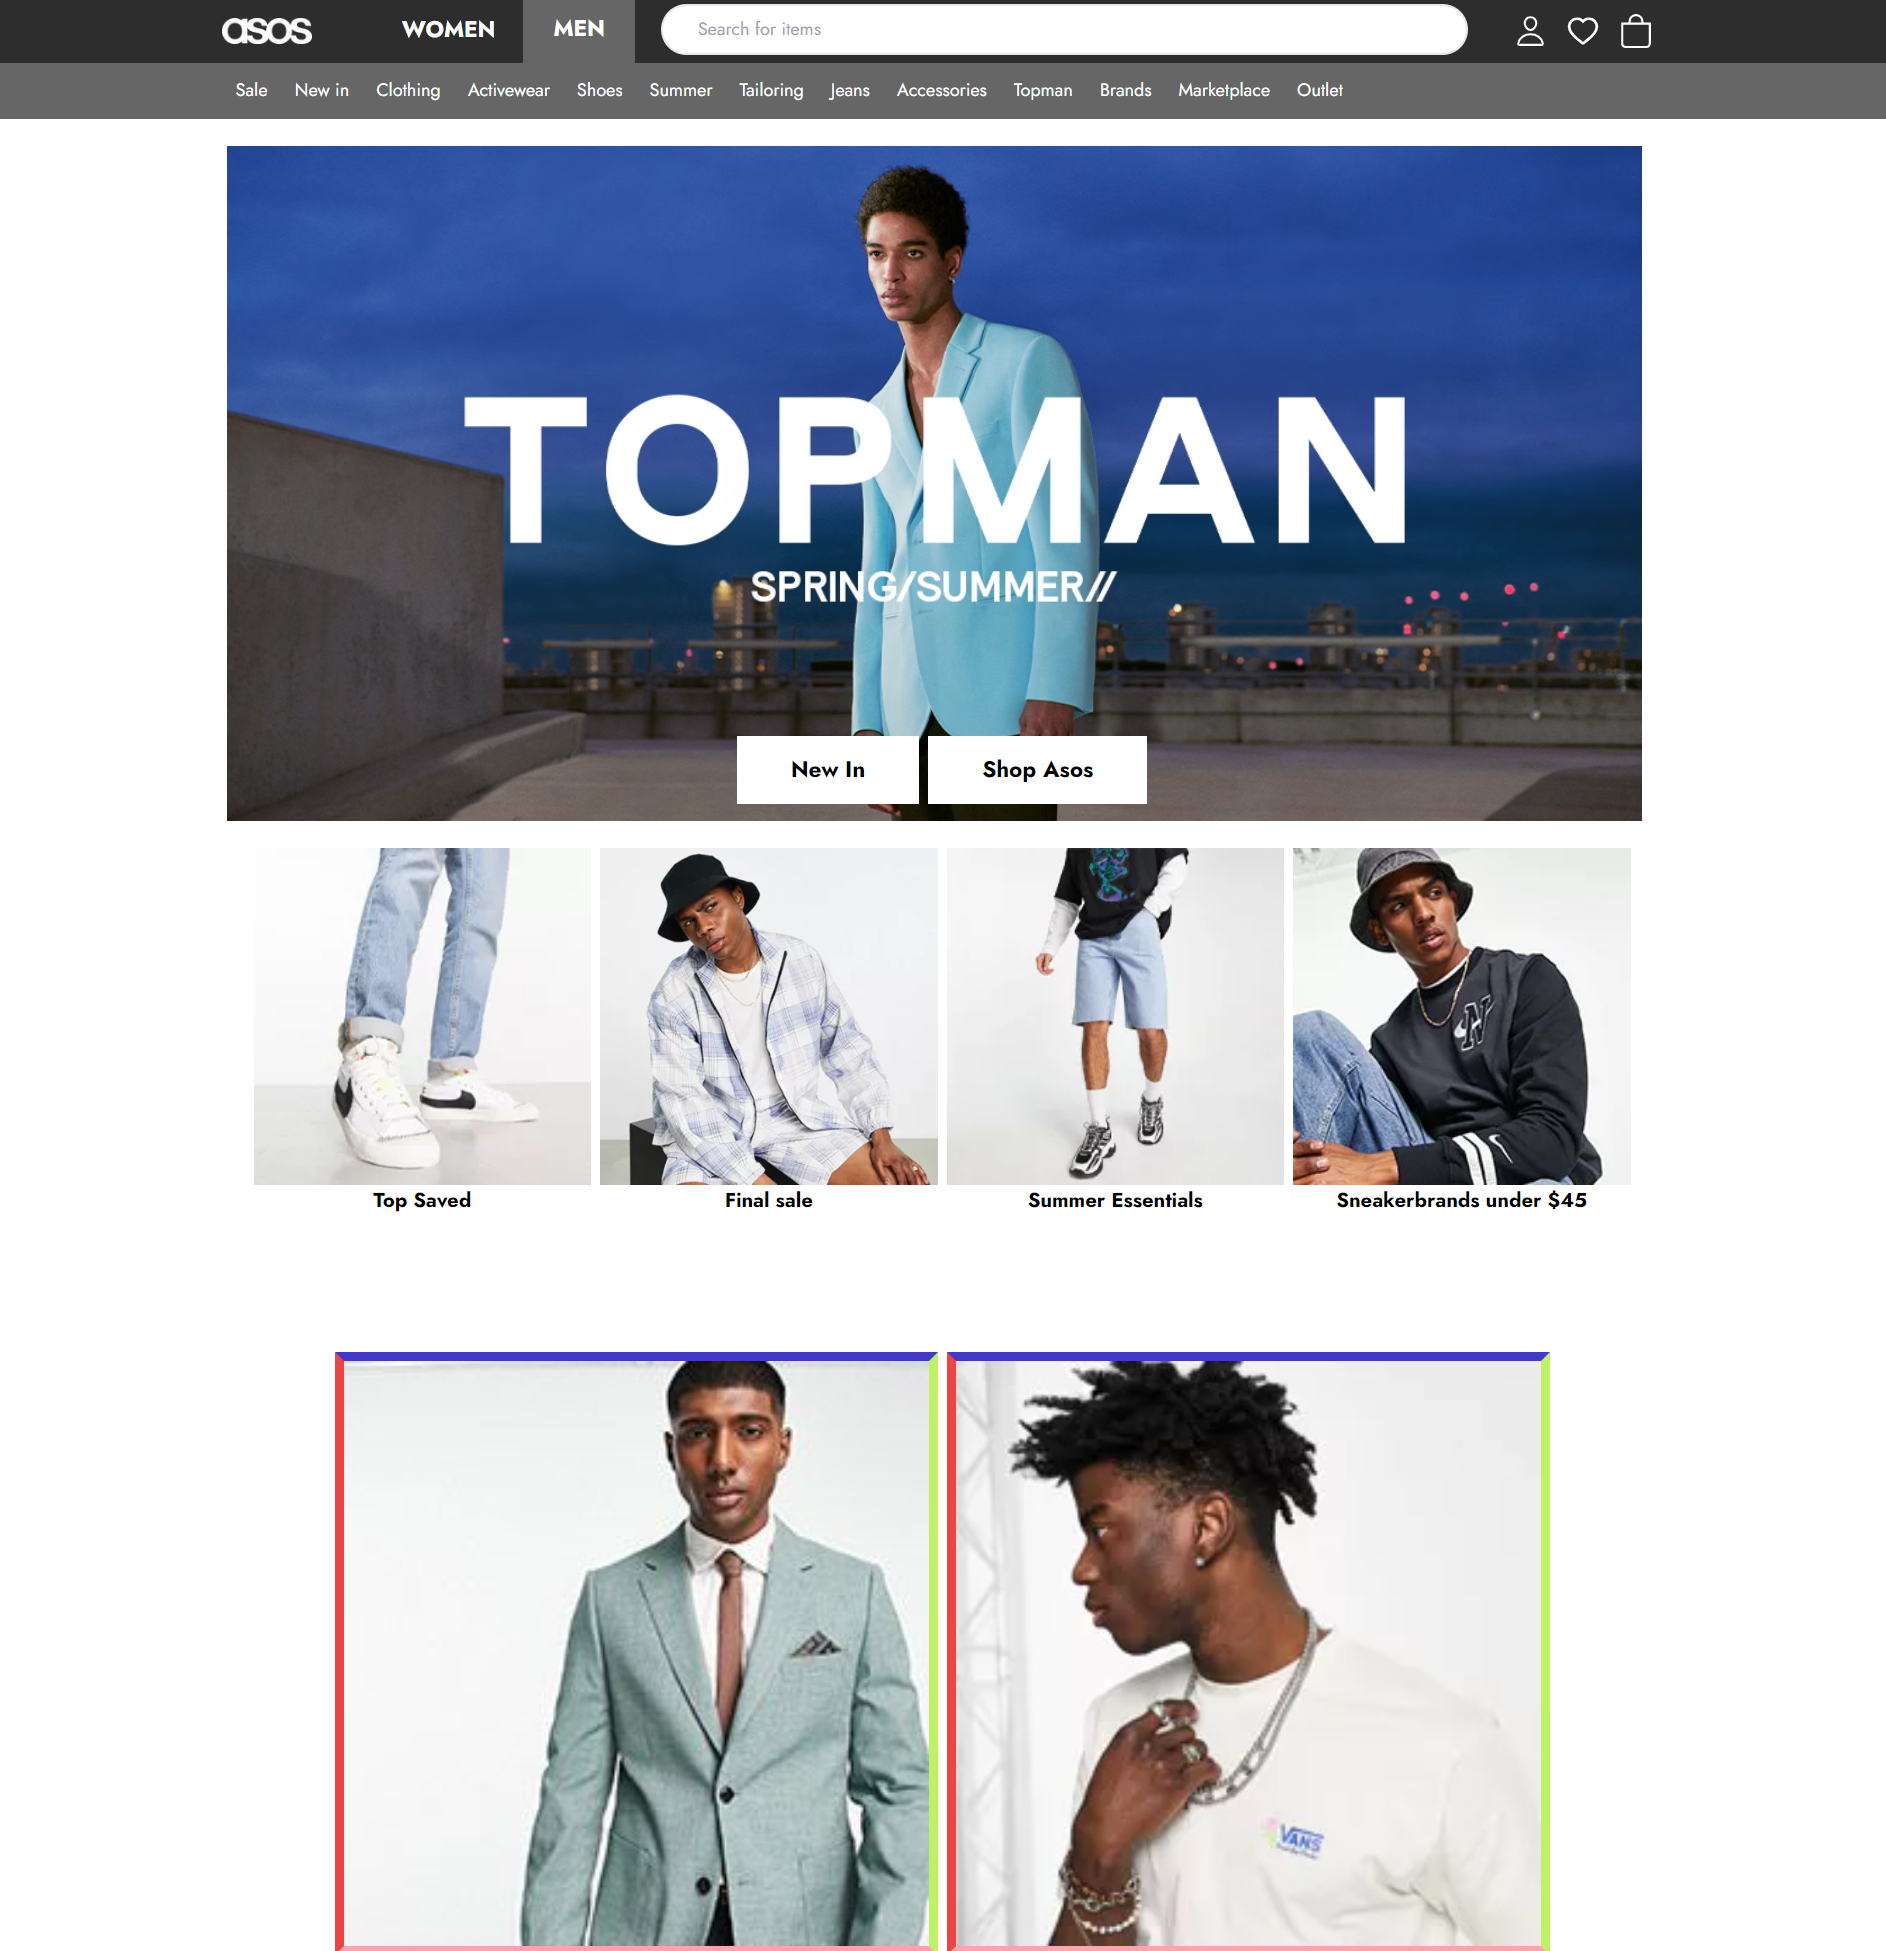 asos WOMEN MEN Search for items
Sale New in Clothing Activewear Shoes Summer Tailoring Jeans Accessories Topman Brands Marketplace Outlet
TOPMAN
SPRING/SUMMER//
New In Shop Asos
Top Saved Final sale Summer Essentials Sneakerbrands under $45
VANS